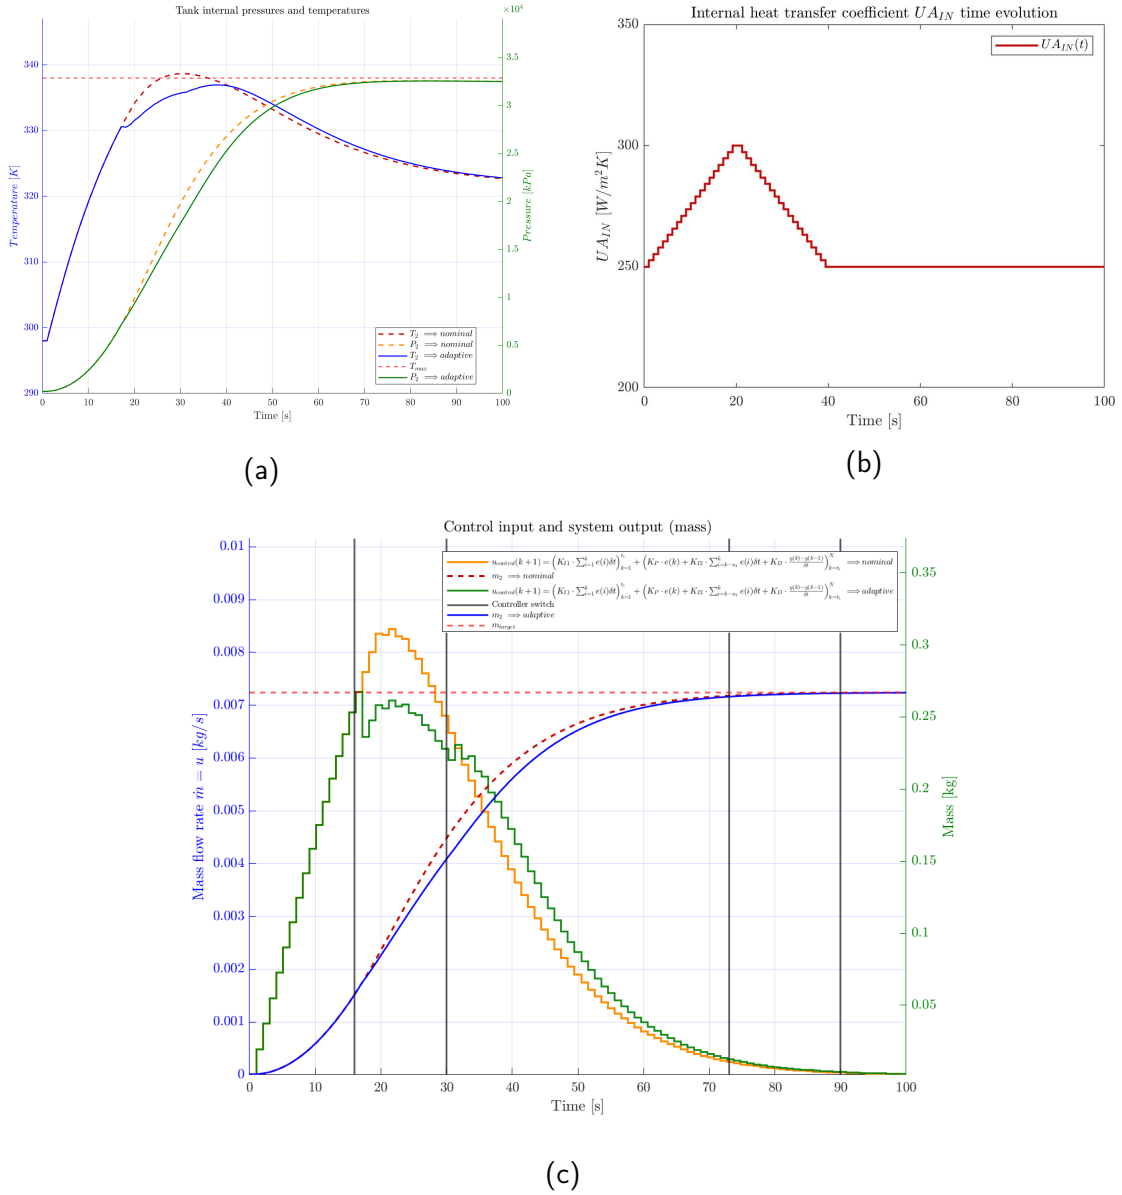 Tank internal pressures and temperatures
×10⁴
Temperature [K]
340
330
320
310
300
290
3.5
3
2.5
2
1.5
1
0.5
0
Pressure [kPa]
T₂ ⟹ nominal
P₂ ⟹ nominal
T₂ ⟹ adaptive
T_max
P₂ ⟹ adaptive
0 10 20 30 40 50 60 70 80 90 100
Time [s]
(a)
Internal heat transfer coefficient UA_IN time evolution
UA_IN(t)
UA_IN [W/m²K]
350
300
250
200
0 20 40 60 80 100
Time [s]
(b)
Control input and system output (mass)
u_control(k+1) = (K_I1 · ∑_{i=1}^{k} e(i)δt)_{k=1}^{t_i} + (K_P · e(k) + K_I2 · ∑_{i=k−n_I}^{k} e(i)δt + K_D · (y(k)−y(k−1))/δt)_{k=t_i}^{N} ⟹ nominal
m₂ ⟹ nominal
u_control(k+1) = (K_I1 · ∑_{i=1}^{k} e(i)δt)_{k=1}^{t_i} + (K_P · e(k) + K_I2 · ∑_{i=k−n_I}^{k} e(i)δt + K_D · (y(k)−y(k−1))/δt)_{k=t_i}^{N} ⟹ adaptive
Controller switch
m₂ ⟹ adaptive
m_target
Mass flow rate ṁ = u [kg/s]
0.01
0.009
0.008
0.007
0.006
0.005
0.004
0.003
0.002
0.001
0
0.35
0.3
0.25
0.2
0.15
0.1
0.05
Mass [kg]
0 10 20 30 40 50 60 70 80 90 100
Time [s]
(c)